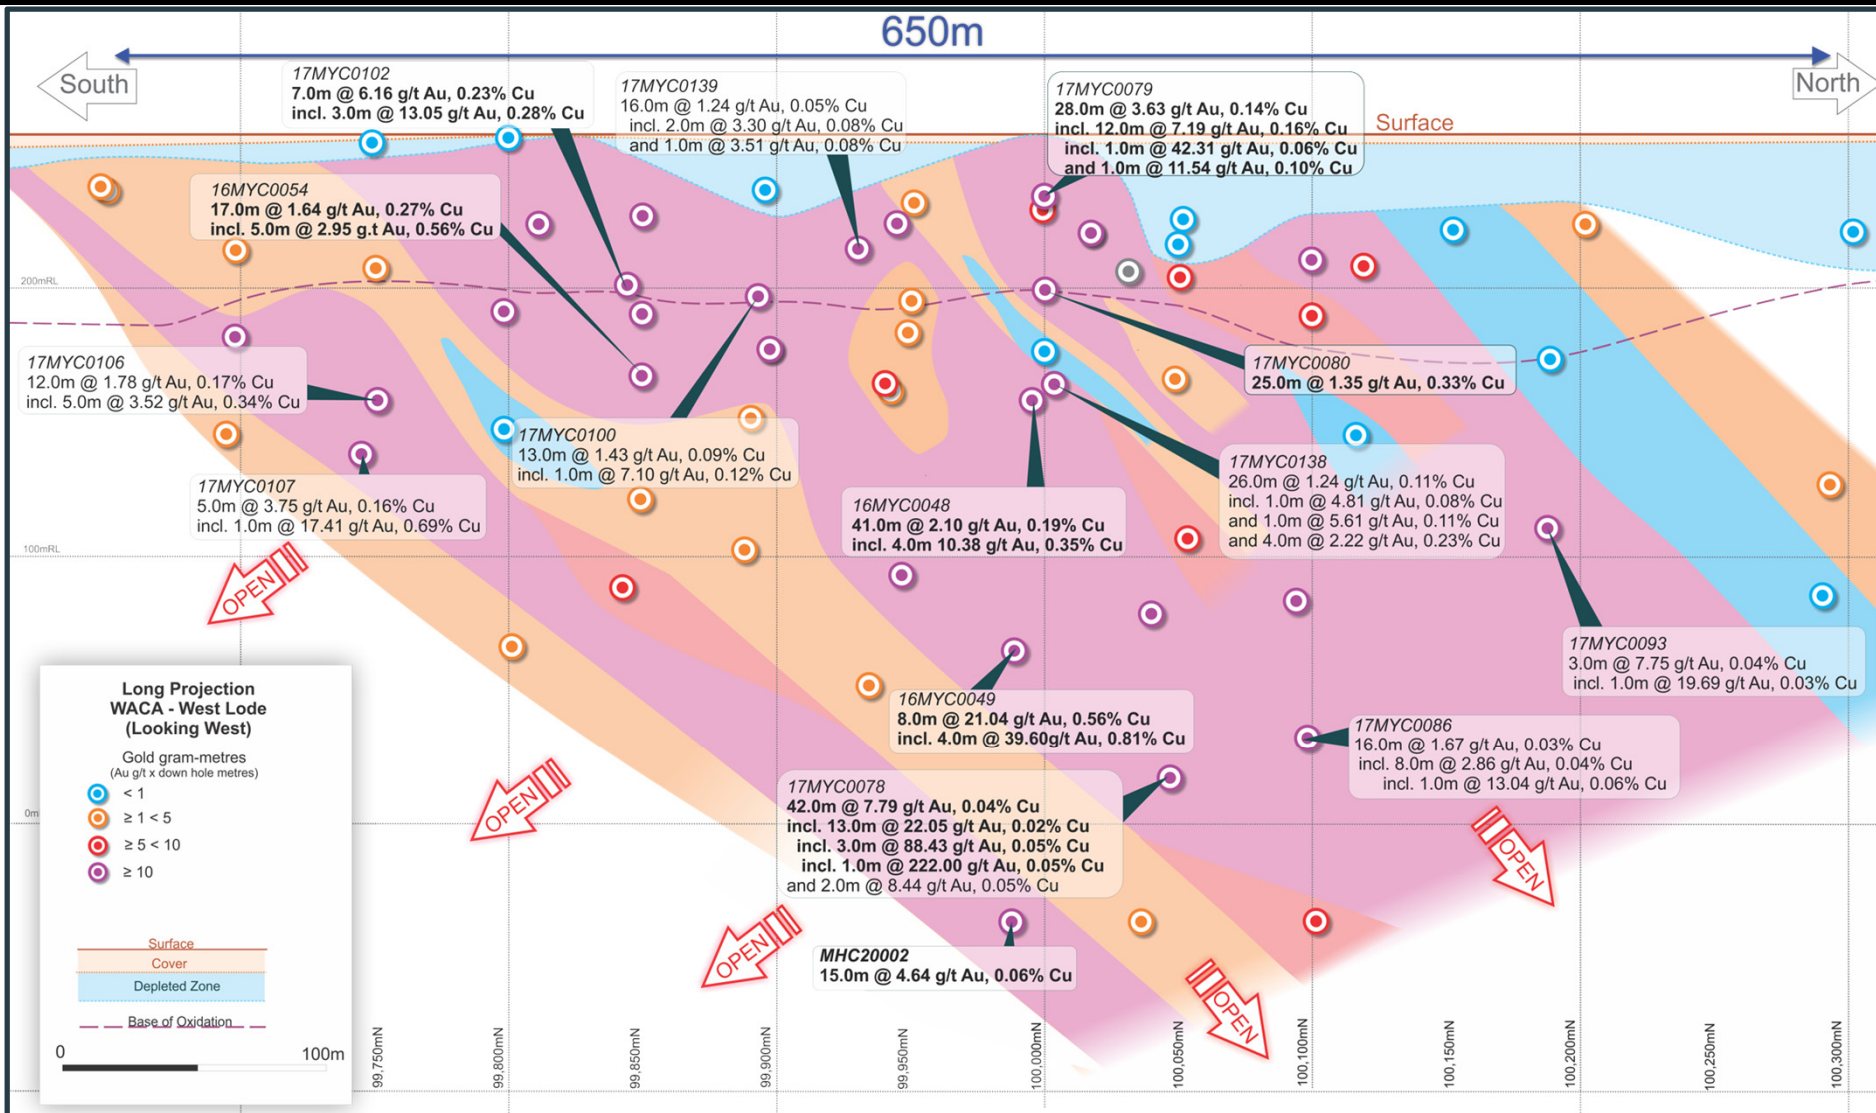 650m
South
North
Surface
17MYC0102
7.0m @ 6.16 g/t Au, 0.23% Cu
incl. 3.0m @ 13.05 g/t Au, 0.28% Cu
17MYC0139
16.0m @ 1.24 g/t Au, 0.05% Cu
incl. 2.0m @ 3.30 g/t Au, 0.08% Cu
and 1.0m @ 3.51 g/t Au, 0.08% Cu
17MYC0079
28.0m @ 3.63 g/t Au, 0.14% Cu
incl. 12.0m @ 7.19 g/t Au, 0.16% Cu
incl. 1.0m @ 42.31 g/t Au, 0.06% Cu
and 1.0m @ 11.54 g/t Au, 0.10% Cu
16MYC0054
17.0m @ 1.64 g/t Au, 0.27% Cu
incl. 5.0m @ 2.95 g.t Au, 0.56% Cu
200mRL
17MYC0106
12.0m @ 1.78 g/t Au, 0.17% Cu
incl. 5.0m @ 3.52 g/t Au, 0.34% Cu
17MYC0080
25.0m @ 1.35 g/t Au, 0.33% Cu
17MYC0100
13.0m @ 1.43 g/t Au, 0.09% Cu
incl. 1.0m @ 7.10 g/t Au, 0.12% Cu
17MYC0138
26.0m @ 1.24 g/t Au, 0.11% Cu
incl. 1.0m @ 4.81 g/t Au, 0.08% Cu
and 1.0m @ 5.61 g/t Au, 0.11% Cu
and 4.0m @ 2.22 g/t Au, 0.23% Cu
17MYC0107
5.0m @ 3.75 g/t Au, 0.16% Cu
incl. 1.0m @ 17.41 g/t Au, 0.69% Cu
16MYC0048
41.0m @ 2.10 g/t Au, 0.19% Cu
incl. 4.0m 10.38 g/t Au, 0.35% Cu
100mRL
OPEN
17MYC0093
3.0m @ 7.75 g/t Au, 0.04% Cu
incl. 1.0m @ 19.69 g/t Au, 0.03% Cu
16MYC0049
8.0m @ 21.04 g/t Au, 0.56% Cu
incl. 4.0m @ 39.60g/t Au, 0.81% Cu
17MYC0086
16.0m @ 1.67 g/t Au, 0.03% Cu
incl. 8.0m @ 2.86 g/t Au, 0.04% Cu
incl. 1.0m @ 13.04 g/t Au, 0.06% Cu
17MYC0078
42.0m @ 7.79 g/t Au, 0.04% Cu
incl. 13.0m @ 22.05 g/t Au, 0.02% Cu
incl. 3.0m @ 88.43 g/t Au, 0.05% Cu
incl. 1.0m @ 222.00 g/t Au, 0.05% Cu
and 2.0m @ 8.44 g/t Au, 0.05% Cu
OPEN
OPEN
OPEN
OPEN
MHC20002
15.0m @ 4.64 g/t Au, 0.06% Cu
Long Projection
WACA - West Lode
(Looking West)
Gold gram-metres
(Au g/t x down hole metres)
< 1
≥ 1 < 5
≥ 5 < 10
≥ 10
0m
Surface
Cover
Depleted Zone
Base of Oxidation
0 100m
99,750mN
99,800mN
99,850mN
99,900mN
99,950mN
100,000mN
100,050mN
100,100mN
100,150mN
100,200mN
100,250mN
100,300mN